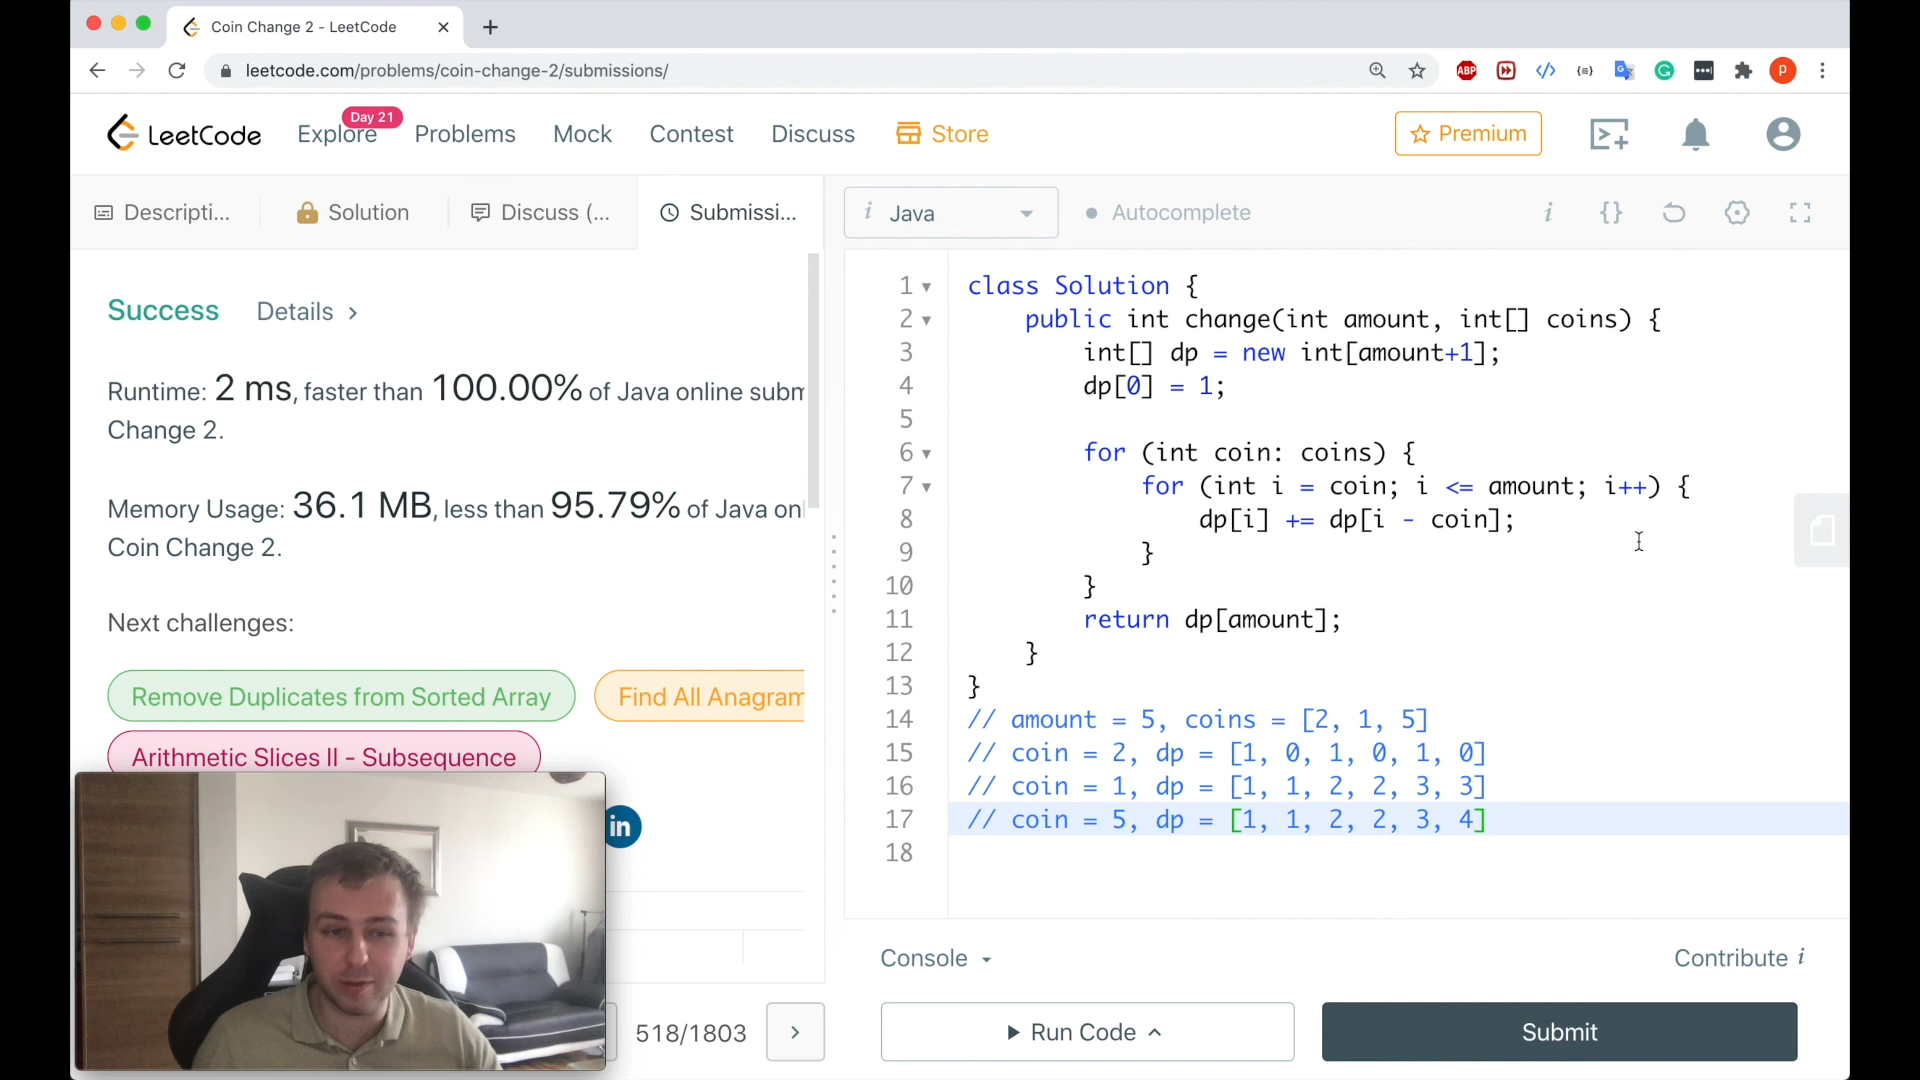 Coin Change 2 - LeetCode
leetcode.com/problems/coin-change-2/submissions/
ABP
P
LeetCode
Explore
Day 21
Problems
Mock
Contest
Discuss
Store
Premium
Descripti...
Solution
Discuss (...
Submissi...
i Java
Autocomplete
Success
Details
Runtime: 2 ms, faster than 100.00% of Java online subm
Change 2.
Memory Usage: 36.1 MB, less than 95.79% of Java onl
Coin Change 2.
Next challenges:
Remove Duplicates from Sorted Array
Find All Anagram
Arithmetic Slices II - Subsequence
in
518/1803
1 class Solution {
2 public int change(int amount, int[] coins) {
3 int[] dp = new int[amount+1];
4 dp[0] = 1;
5
6 for (int coin: coins) {
7 for (int i = coin; i <= amount; i++) {
8 dp[i] += dp[i - coin];
9 }
10 }
11 return dp[amount];
12 }
13 }
14 // amount = 5, coins = [2, 1, 5]
15 // coin = 2, dp = [1, 0, 1, 0, 1, 0]
16 // coin = 1, dp = [1, 1, 2, 2, 3, 3]
17 // coin = 5, dp = [1, 1, 2, 2, 3, 4]
18
Console
Contribute i
Run Code
Submit